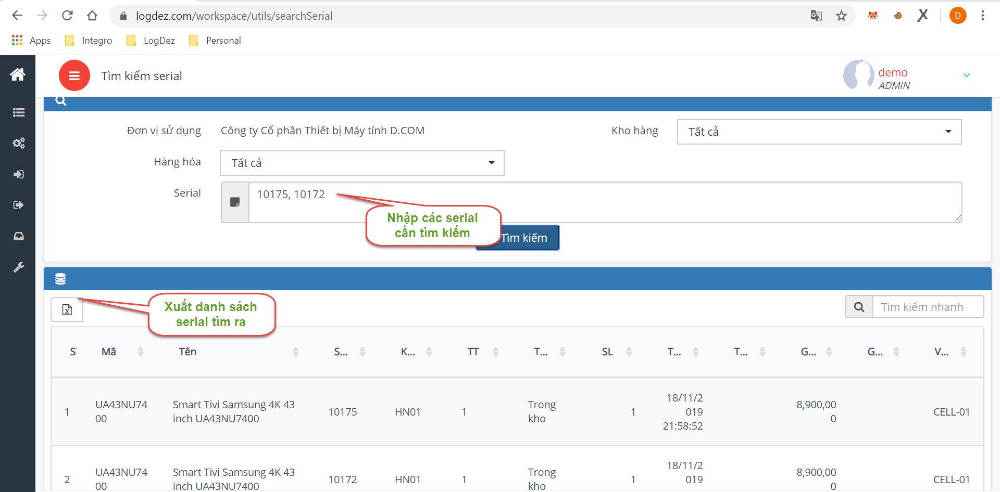 logdez.com/workspace/utils/searchSerial
D
Apps Integro LogDez Personal
Tìm kiếm serial
demo
ADMIN
Đơn vị sử dụng Công ty Cổ phần Thiết bị Máy tính D.COM Kho hàng Tất cả
Hàng hóa Tất cả
Serial 10175, 10172
Nhập các serial
cần tìm kiếm
Tìm kiếm
Xuất danh sách
serial tìm ra
Tìm kiếm nhanh
Mã Tên S... K... TT T... SL T... T... G... G... V...
1 UA43NU74
00 Smart Tivi Samsung 4K 43
inch UA43NU7400 10175 HN01 1 Trong
kho 1 18/11/2
019
21:58:52 8,900,00
0 CELL-01
2 UA43NU74
00 Smart Tivi Samsung 4K 43
inch UA43NU7400 10172 HN01 1 Trong
kho 1 18/11/2
019 8,900,00
0 CELL-01